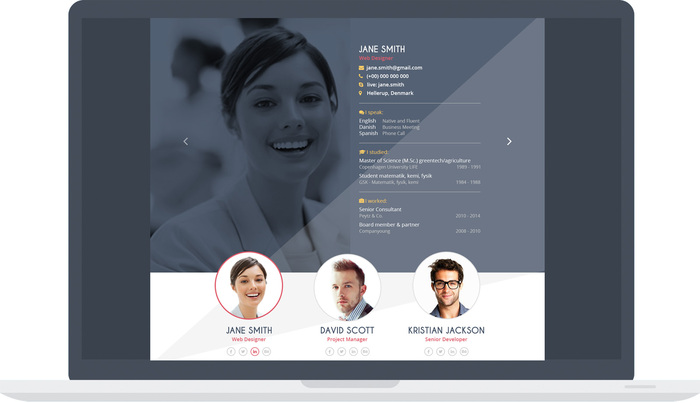 JANE SMITH
Web Designer
jane.smith@gmail.com
(+00) 000 000 000
live: jane.smith
Hellerup, Denmark
I speak:
English Native and Fluent
Danish Business Meeting
Spanish Phone Call
I studied:
Master of Science (M.Sc.) greentech/agriculture
Copenhagen University LIFE 1989 - 1993
Student matematik, kemi, fysik
GSK - Matematik, fysik, kemi 1984 - 1988
I worked:
Senior Consultant
Peytz & Co. 2010 - 2014
Board member & partner
Companyoung 2008 - 2010
JANE SMITH DAVID SCOTT KRISTIAN JACKSON
Web Designer Project Manager Senior Developer